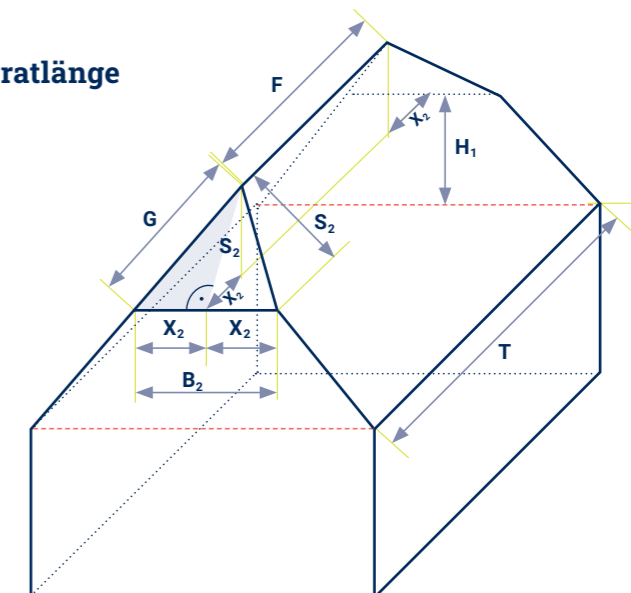 ratlänge
F
X₂
H₁
G
S₂
S₂
X₂
X₂
X₂
T
B₂